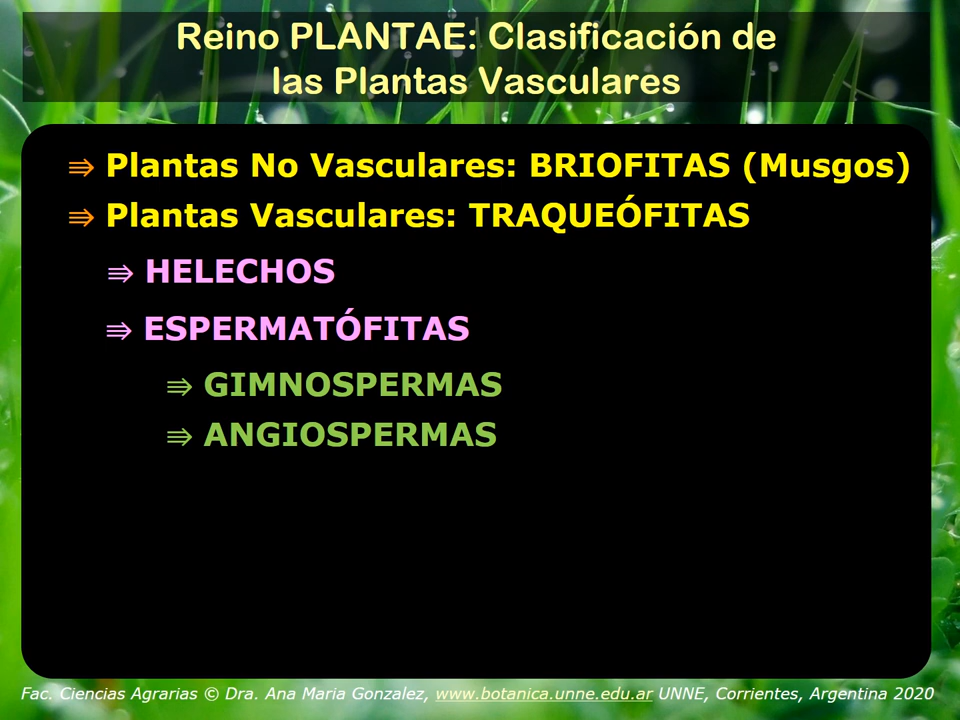 Reino PLANTAE: Clasificación de
las Plantas Vasculares
⇛ Plantas No Vasculares: BRIOFITAS (Musgos)
⇛ Plantas Vasculares: TRAQUEÓFITAS
⇛ HELECHOS
⇛ ESPERMATÓFITAS
⇛ GIMNOSPERMAS
⇛ ANGIOSPERMAS
Fac. Ciencias Agrarias © Dra. Ana Maria Gonzalez, www.botanica.unne.edu.ar UNNE, Corrientes, Argentina 2020